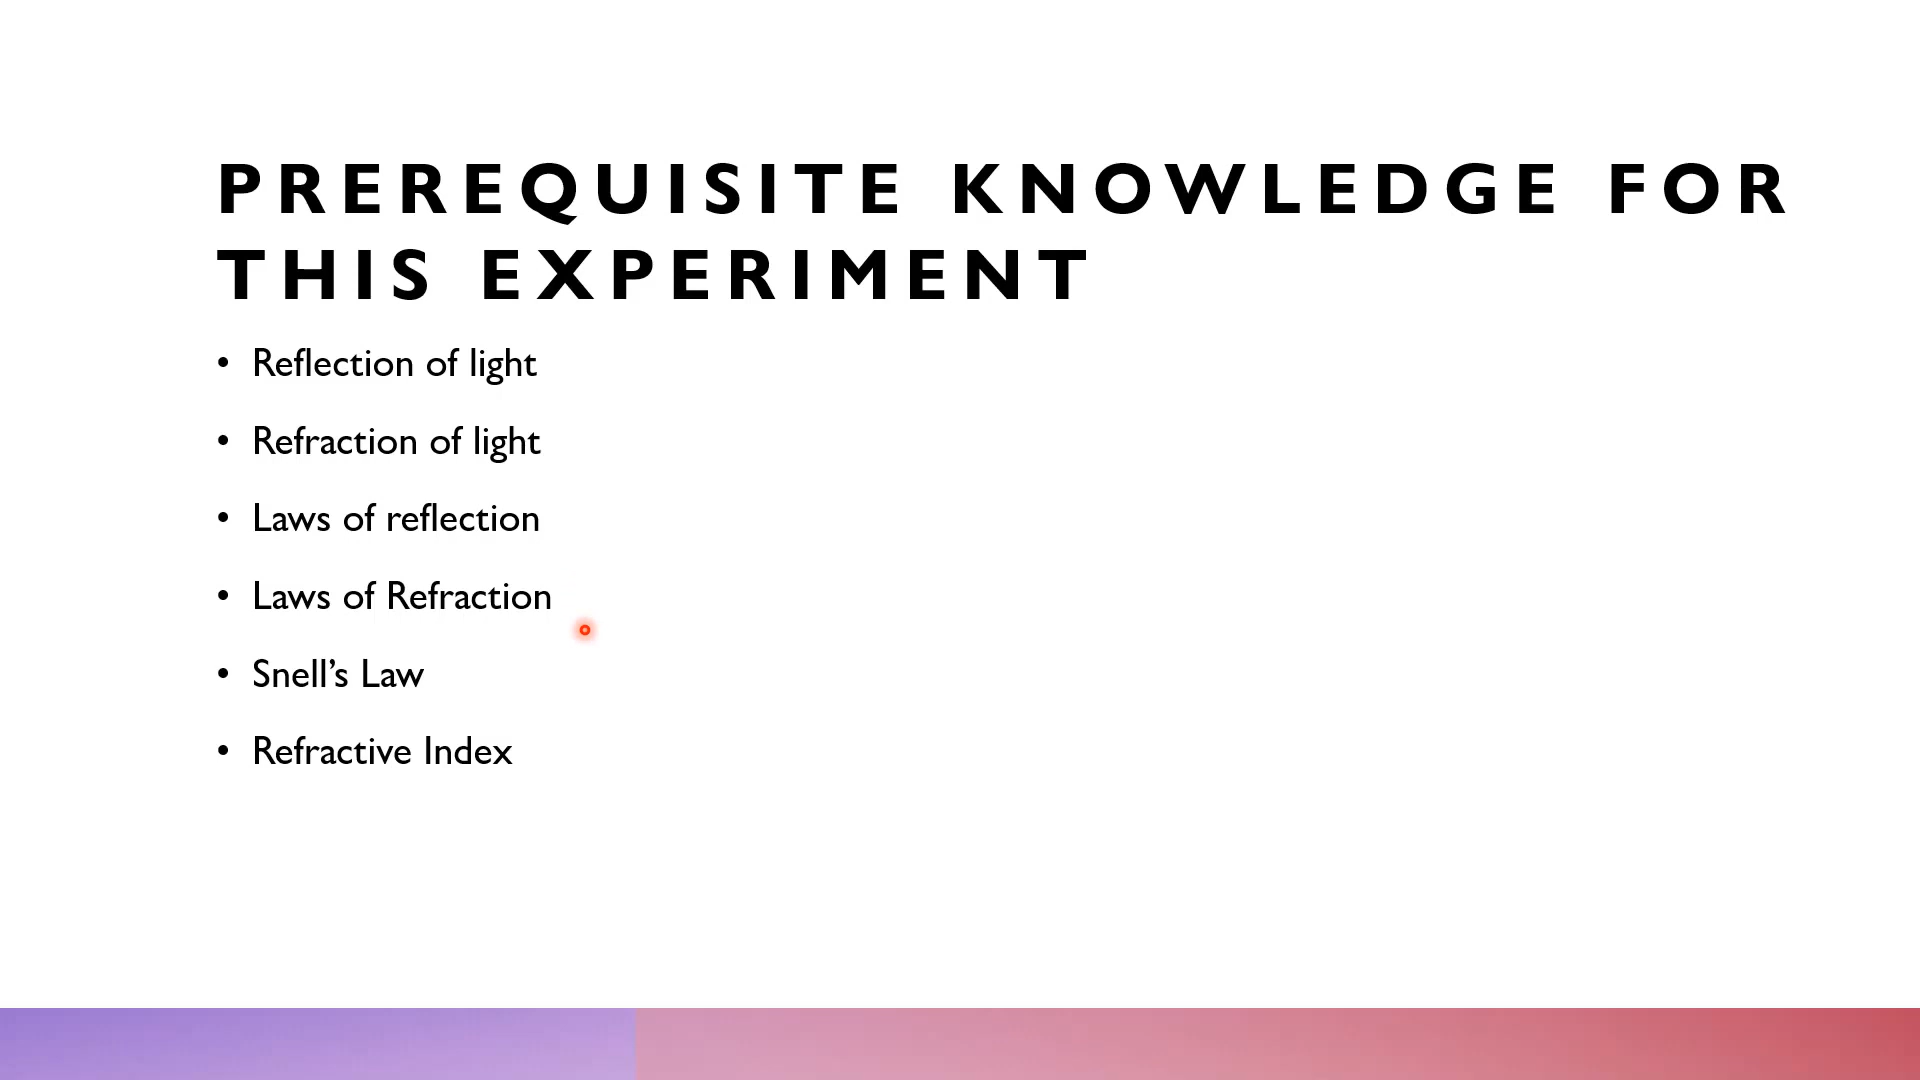 PREREQUISITE KNOWLEDGE FOR
THIS EXPERIMENT
• Reflection of light
• Refraction of light
• Laws of reflection
• Laws of Refraction
• Snell’s Law
• Refractive Index